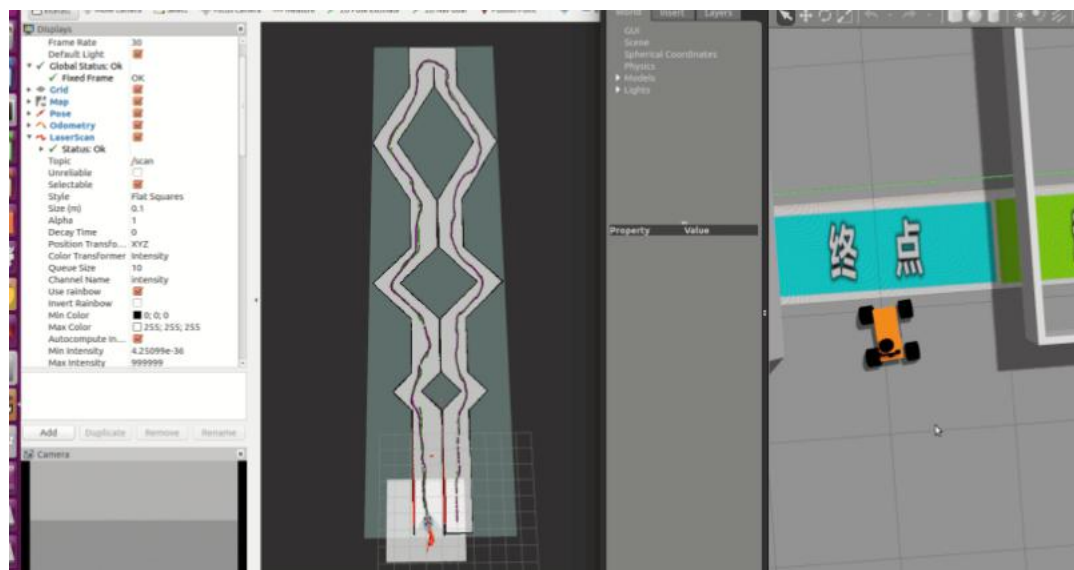 Interact
Displays
Frame Rate 30
Default Light
Global Status: Ok
Fixed Frame OK
Grid
Map
Pose
Odometry
LaserScan
Status: Ok
Topic /scan
Unreliable
Selectable
Style Flat Squares
Size (m) 0.1
Alpha 1
Decay Time 0
Position Transfo... XYZ
Color Transformer Intensity
Queue Size 10
Channel Name intensity
Use rainbow
Invert Rainbow
Min Color 0; 0; 0
Max Color 255; 255; 255
Autocompute In...
Min Intensity 4.25099e-36
Max Intensity 999999
Add Duplicate Remove Rename
Camera
World Insert Layers
GUI
Scene
Spherical Coordinates
Physics
Models
Lights
Property Value
终点